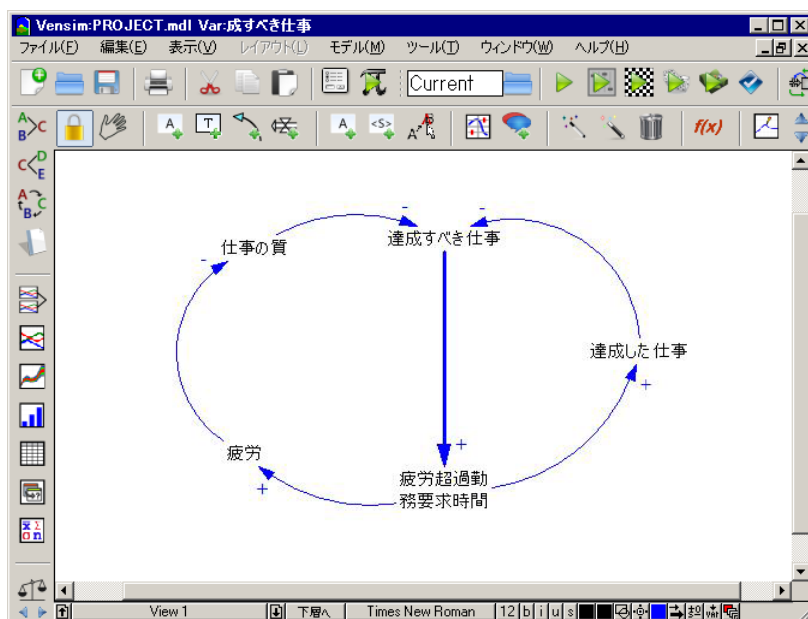 Vensim:PROJECT.mdl Var:成すべき仕事
ファイル(F) 編集(E) 表示(V) レイアウト(L) モデル(M) ツール(T) ウィンドウ(W) ヘルプ(H)
Current
A B C A T A <S> A A f(x)
C D E
A C B
- -
仕事の質
達成すべき仕事
-
達成した仕事
+
疲労
+
+
疲労超過勤
務要求時間
View 1 下層へ Times New Roman 12 b i u s